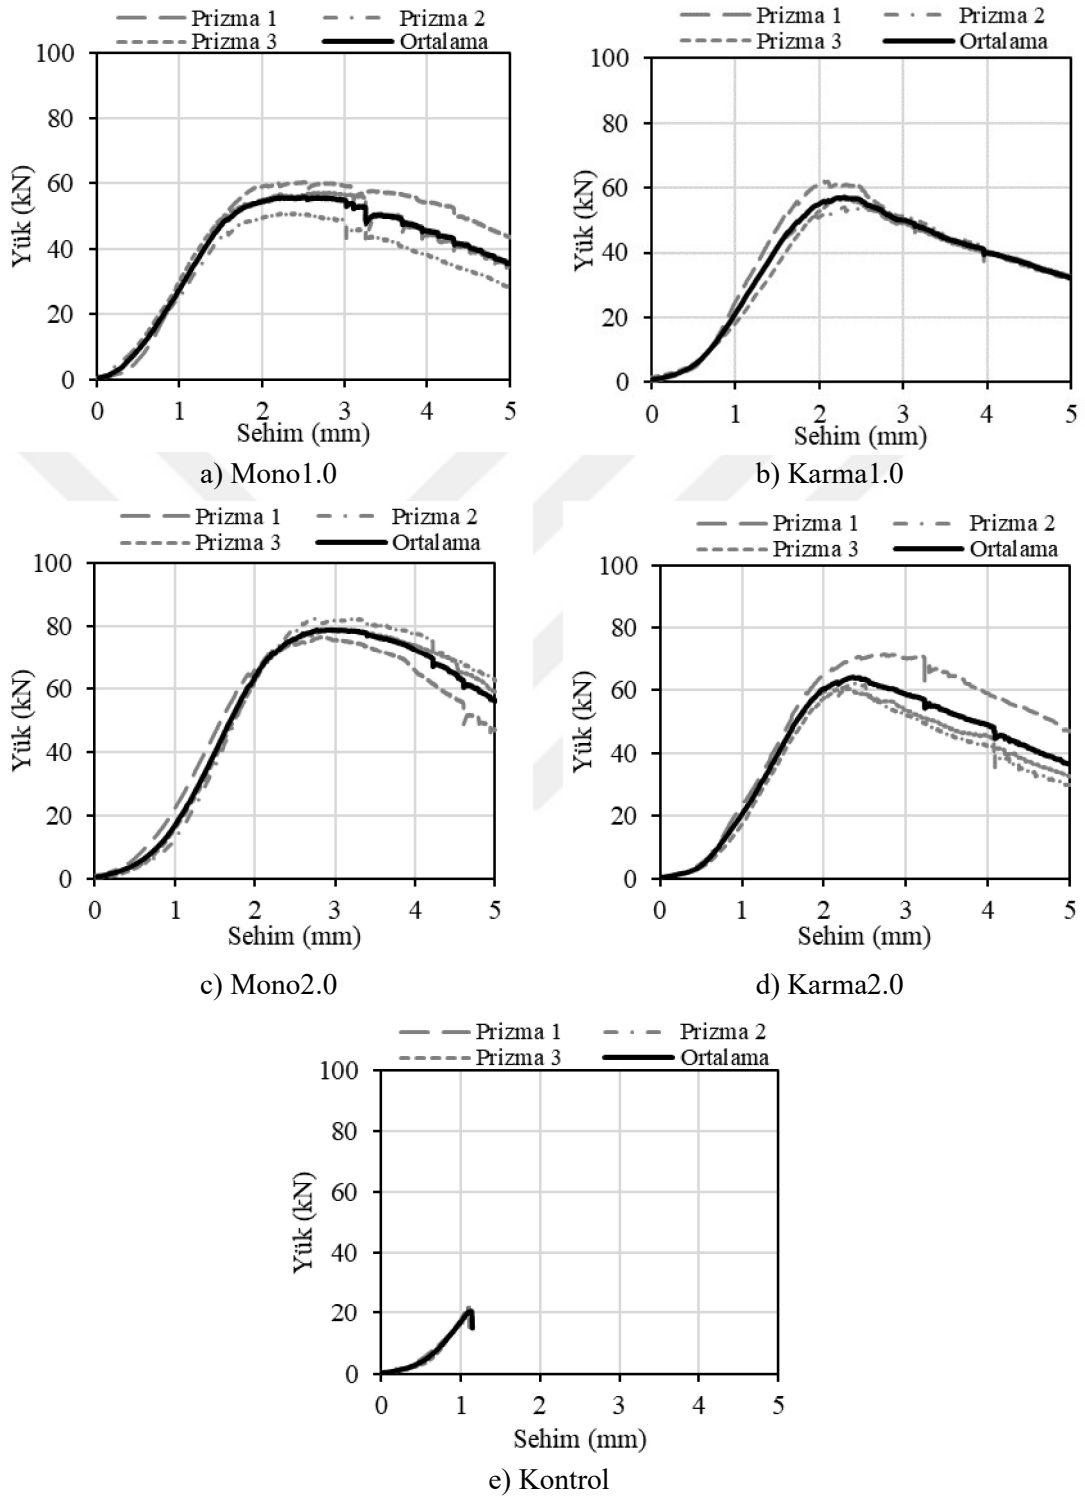 Prizma 1 Prizma 2
Prizma 3 Ortalama
100
80
60
40
20
0
Yük (kN)
0 1 2 3 4 5
Sehim (mm)
a) Mono1.0
Prizma 1 Prizma 2
Prizma 3 Ortalama
100
80
60
40
20
0
Yük (kN)
0 1 2 3 4 5
Sehim (mm)
b) Karma1.0
Prizma 1 Prizma 2
Prizma 3 Ortalama
100
80
60
40
20
0
Yük (kN)
0 1 2 3 4 5
Sehim (mm)
c) Mono2.0
Prizma 1 Prizma 2
Prizma 3 Ortalama
100
80
60
40
20
0
Yük (kN)
0 1 2 3 4 5
Sehim (mm)
d) Karma2.0
Prizma 1 Prizma 2
Prizma 3 Ortalama
100
80
60
40
20
0
Yük (kN)
0 1 2 3 4 5
Sehim (mm)
e) Kontrol